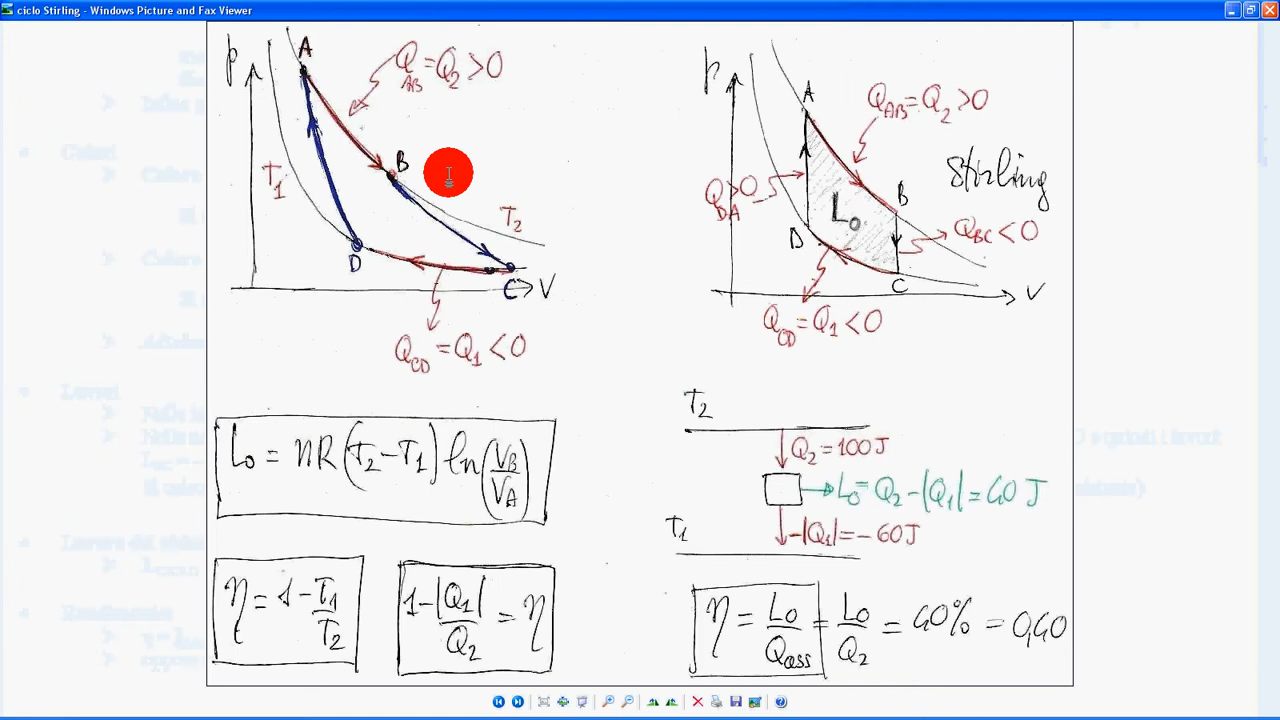 ciclo Stirling - Windows Picture and Fax Viewer
p
A
Q_AB = Q_2 > 0
B
T_1
T_2
D
C
V
Q_CD = Q_1 < 0
p
A
Q_AB = Q_2 > 0
Stirling
Q_DA > 0
L_0
B
Q_BC < 0
D
C
V
Q_CD = Q_1 < 0
L_0 = nR(T_2 - T_1) ln(V_B/V_A)
η = 1 - T_1/T_2
1 - |Q_1|/Q_2 = η
T_2
Q_2 = 100 J
L_0 = Q_2 - |Q_1| = 40 J
T_1
-|Q_1| = -60 J
η = L_0/Q_ass = L_0/Q_2 = 40% = 0,40